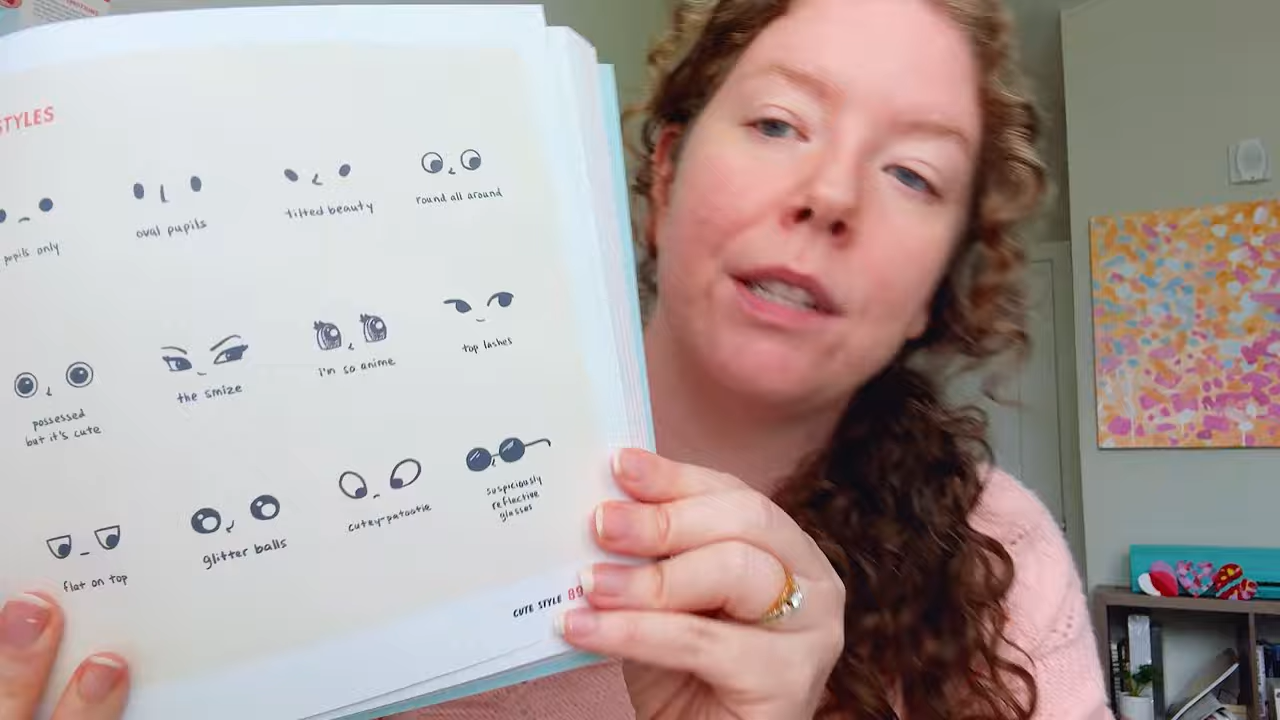 STYLES
pupils only
oval pupils
tilted beauty
round all around
possessed
but it's cute
the smize
i'm so anime
top lashes
flat on top
glitter balls
cutey-patootie
suspiciously
reflective
glasses
CUTE STYLE 89